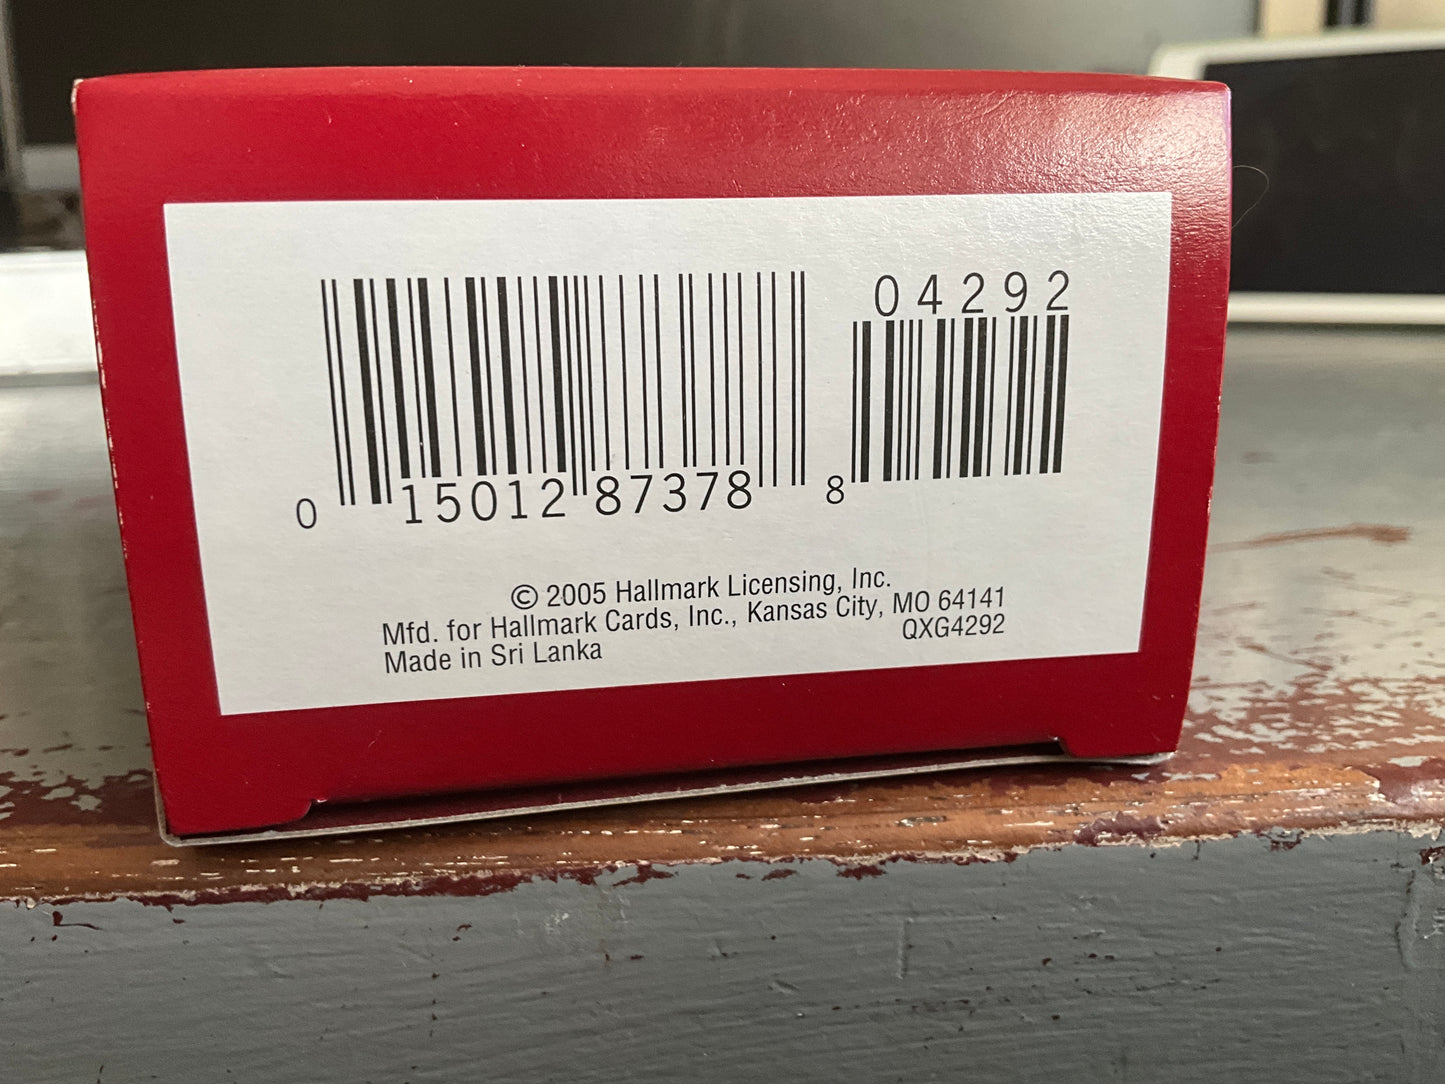 04292
0 15012 87378 8
© 2005 Hallmark Licensing, Inc.
Mfd. for Hallmark Cards, Inc., Kansas City, MO 64141
Made in Sri Lanka QXG4292